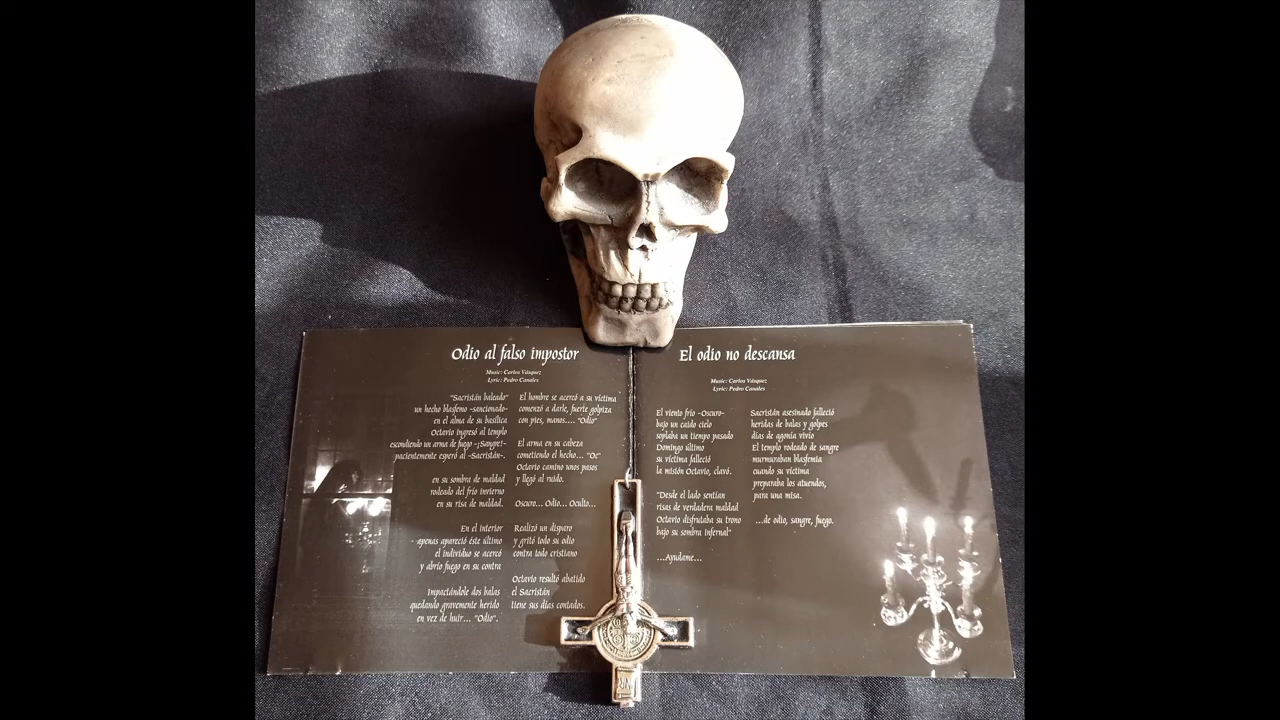 Odio al falso impostor
Music: Carlos Vásquez
Lyric: Pedro Canales
"Sacristán baleado"
un hecho blasfemo -sancionado-
en el alma de su basílica
Octavio ingresó al templo
escondiendo un arma de fuego -¡Sangre!-
pacientemente esperó al -Sacristán-.
en su sombra de maldad
rodeado del frío invierno
en su risa de maldad.
En el interior
apenas apareció éste último
el individuo se acercó
y abrío fuego en su contra
Impactándole dos balas
quedando gravemente herido
en vez de huir... "Odio".
El hombre se acercó a su víctima
comenzó a darle, fuerte golpiza
con pies, manos.... "Odio"
El arma en su cabeza
cometiendo el hecho... "Oc"
Octavio camino unos pasos
y llegó al ruido.
Oscuro... Odio... Oculto...
Realizó un disparo
y gritó todo su odio
contra todo cristiano
Octavio resultó abatido
el Sacristán
tiene sus días contados.
El odio no descansa
Music: Carlos Vásquez
Lyric: Pedro Canales
El viento frío -Oscuro-
bajo un caído cielo
soplaba un tiempo pasado
Domingo último
su víctima falleció
la misión Octavio, clavó.
"Desde el lado sentían
risas de verdadera maldad
Octavio disfrutaba su trono
bajo su sombra infernal"
...Ayudame...
Sacristán asesinado falleció
heridas de balas y golpes
días de agonía vivio
El templo rodeado de sangre
murmuraban blasfemia
cuando su víctima
preparaba los atuendos,
para una misa.
...de odio, sangre, fuego.